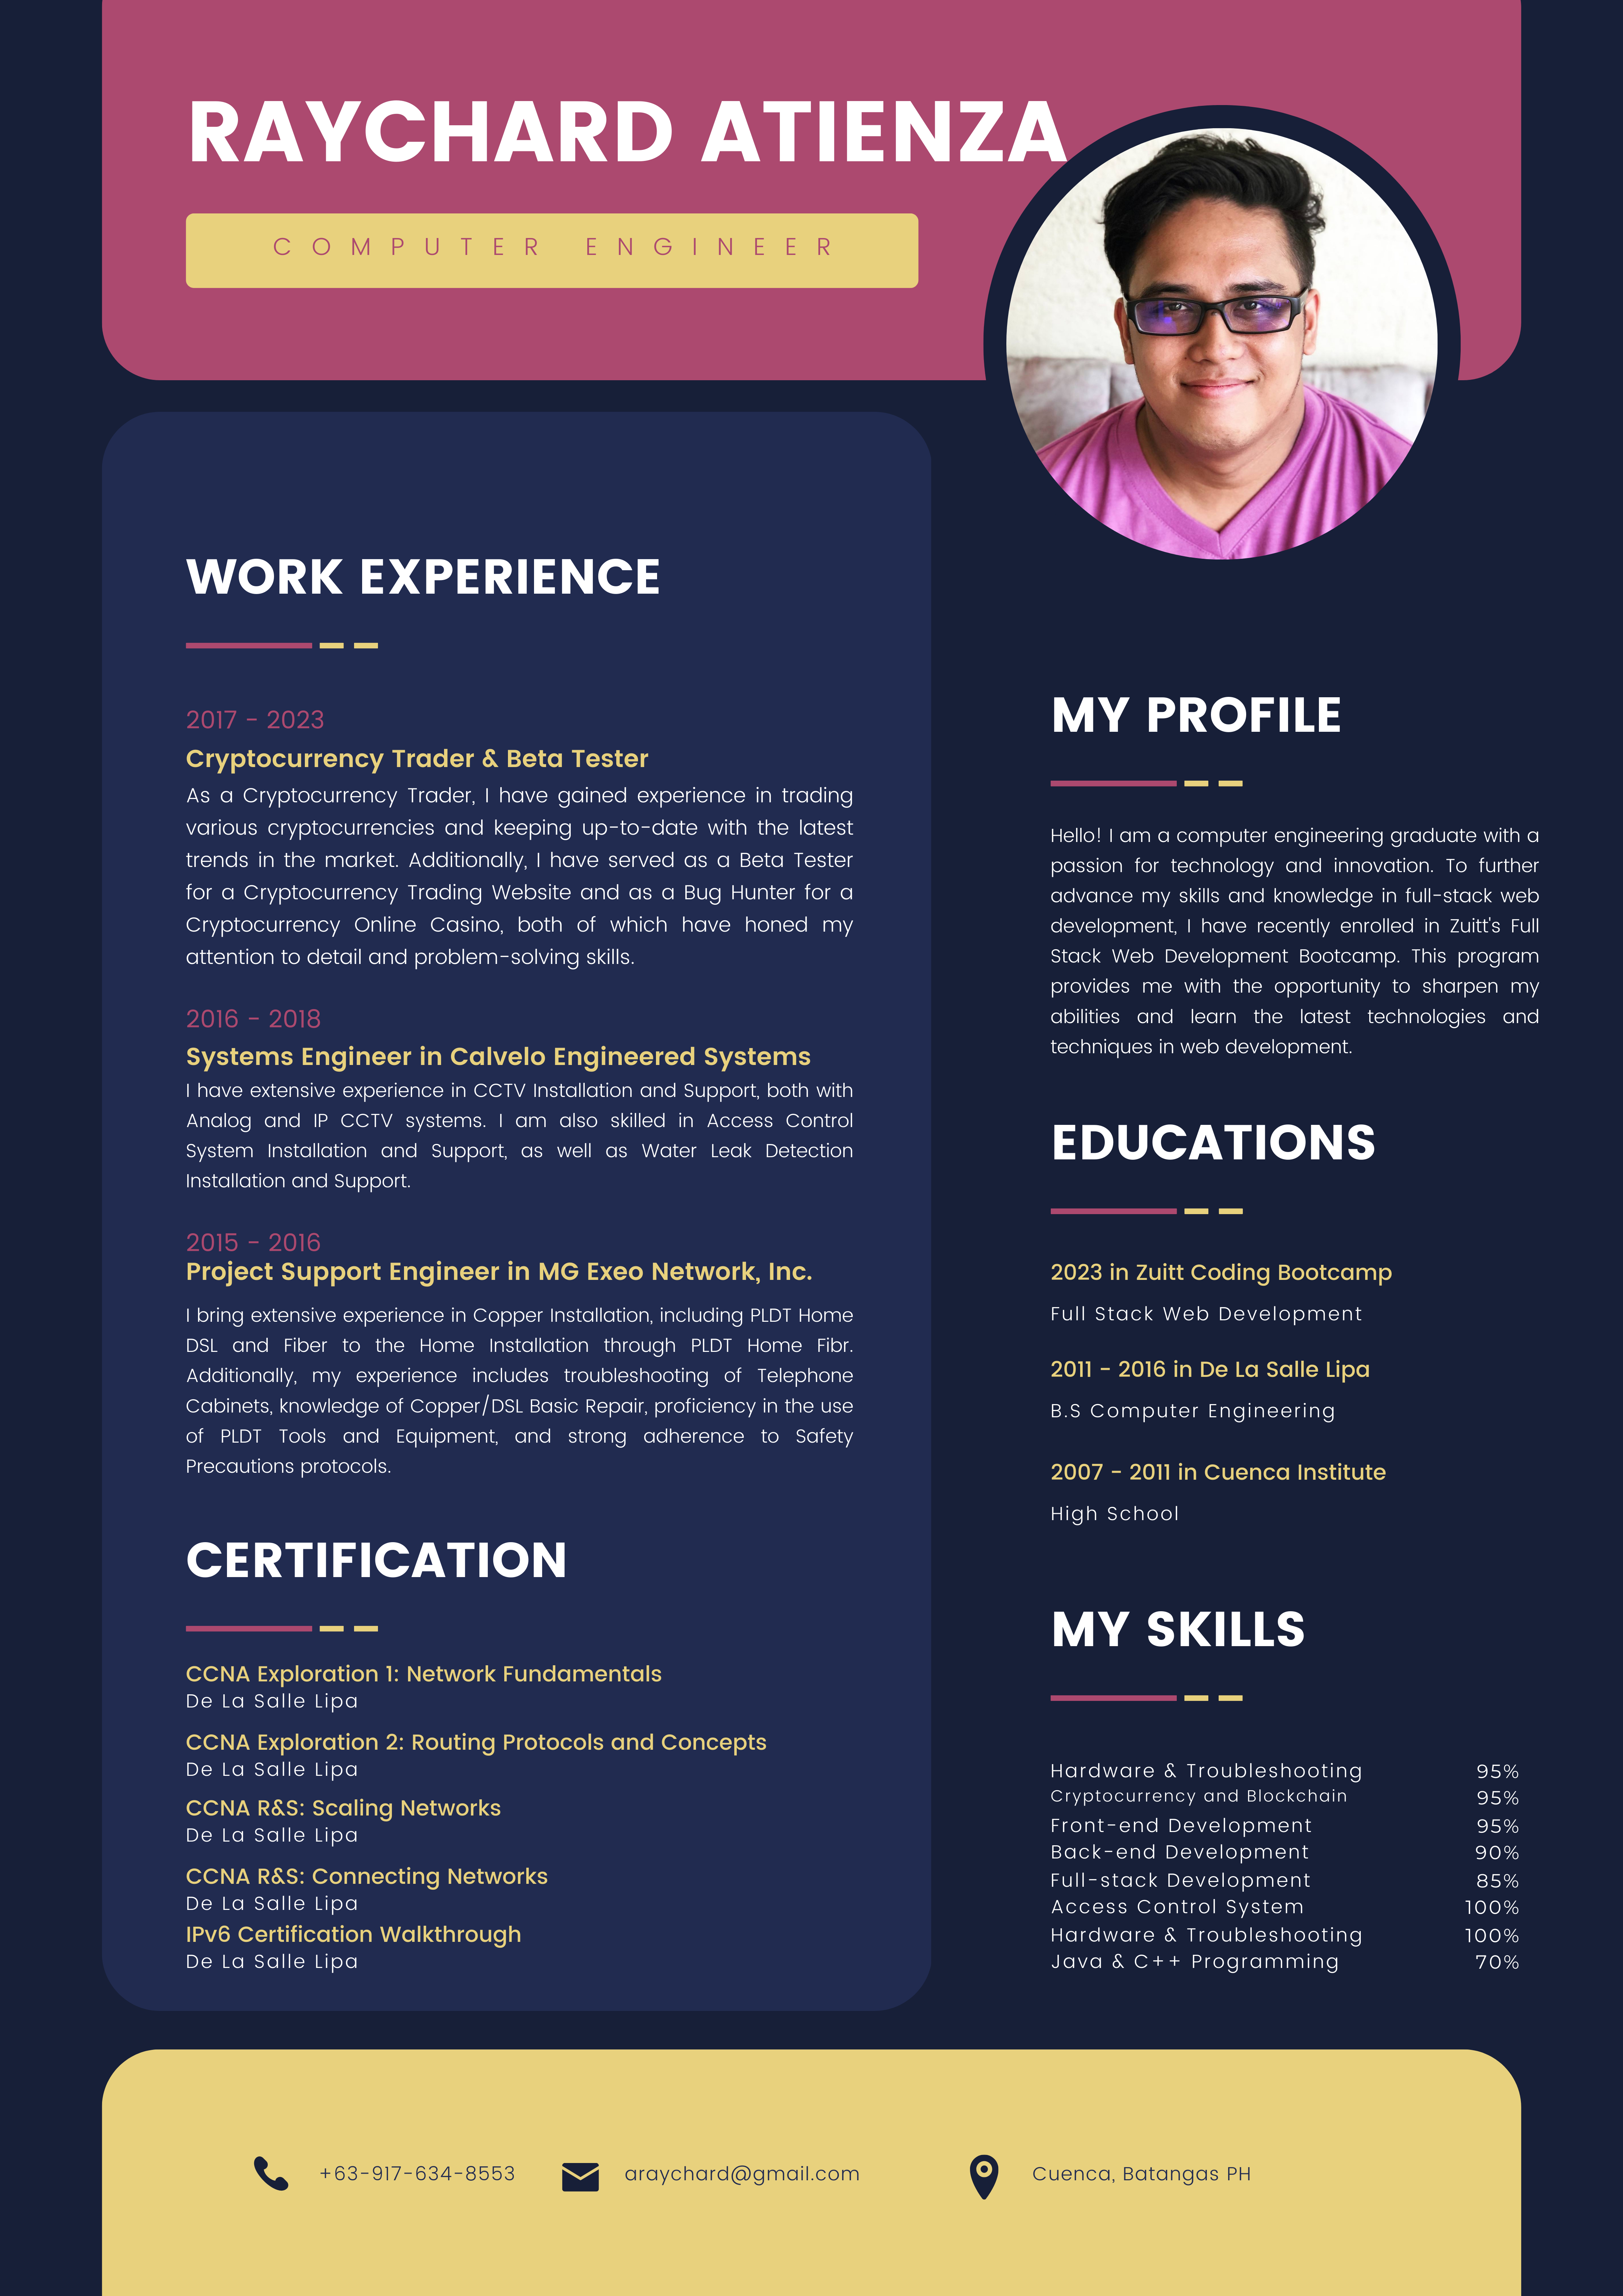 RAYCHARD ATIENZA
COMPUTER ENGINEER
WORK EXPERIENCE
2017 - 2023
Cryptocurrency Trader & Beta Tester
As a Cryptocurrency Trader, I have gained experience in trading
various cryptocurrencies and keeping up-to-date with the latest
trends in the market. Additionally, I have served as a Beta Tester
for a Cryptocurrency Trading Website and as a Bug Hunter for a
Cryptocurrency Online Casino, both of which have honed my
attention to detail and problem-solving skills.
2016 - 2018
Systems Engineer in Calvelo Engineered Systems
I have extensive experience in CCTV Installation and Support, both with
Analog and IP CCTV systems. I am also skilled in Access Control
System Installation and Support, as well as Water Leak Detection
Installation and Support.
2015 - 2016
Project Support Engineer in MG Exeo Network, Inc.
I bring extensive experience in Copper Installation, including PLDT Home
DSL and Fiber to the Home Installation through PLDT Home Fibr.
Additionally, my experience includes troubleshooting of Telephone
Cabinets, knowledge of Copper/DSL Basic Repair, proficiency in the use
of PLDT Tools and Equipment, and strong adherence to Safety
Precautions protocols.
CERTIFICATION
CCNA Exploration 1: Network Fundamentals
De La Salle Lipa
CCNA Exploration 2: Routing Protocols and Concepts
De La Salle Lipa
CCNA R&S: Scaling Networks
De La Salle Lipa
CCNA R&S: Connecting Networks
De La Salle Lipa
IPv6 Certification Walkthrough
De La Salle Lipa
MY PROFILE
Hello! I am a computer engineering graduate with a
passion for technology and innovation. To further
advance my skills and knowledge in full-stack web
development, I have recently enrolled in Zuitt's Full
Stack Web Development Bootcamp. This program
provides me with the opportunity to sharpen my
abilities and learn the latest technologies and
techniques in web development.
EDUCATIONS
2023 in Zuitt Coding Bootcamp
Full Stack Web Development
2011 - 2016 in De La Salle Lipa
B.S Computer Engineering
2007 - 2011 in Cuenca Institute
High School
MY SKILLS
Hardware & Troubleshooting 95%
Cryptocurrency and Blockchain 95%
Front-end Development 95%
Back-end Development 90%
Full-stack Development 85%
Access Control System 100%
Hardware & Troubleshooting 100%
Java & C++ Programming 70%
+63-917-634-8553
araychard@gmail.com
Cuenca, Batangas PH